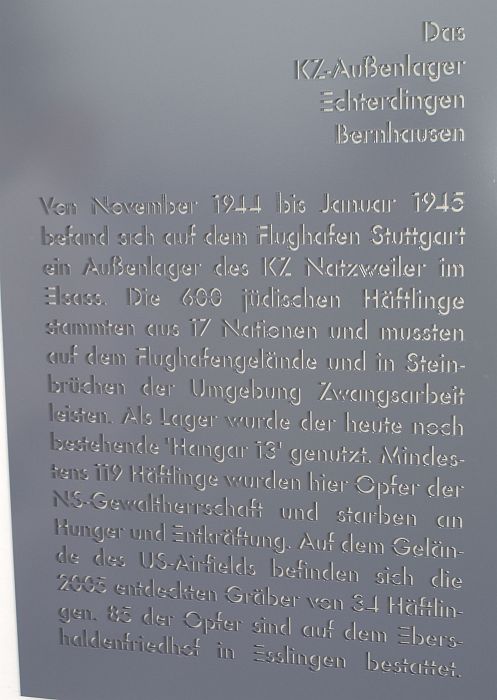 Das
KZ-Außenlager
Echterdingen
Bernhausen
Von November 1944 bis Januar 1945
befand sich auf dem Flughafen Stuttgart
ein Außenlager des KZ Natzweiler im
Elsass. Die 600 jüdischen Häftlinge
stammten aus 17 Nationen und mussten
auf dem Flughafengelände und in Stein-
brüchen der Umgebung Zwangsarbeit
leisten. Als Lager wurde der heute noch
bestehende 'Hangar 13' genutzt. Mindes-
tens 119 Häftlinge wurden hier Opfer der
NS-Gewaltherrschaft und starben an
Hunger und Entkräftung. Auf dem Gelän-
de des US-Airfields befinden sich die
2005 entdeckten Gräber von 34 Häftlin-
gen. 85 der Opfer sind auf dem Ebers-
haldenfriedhof in Esslingen bestattet.